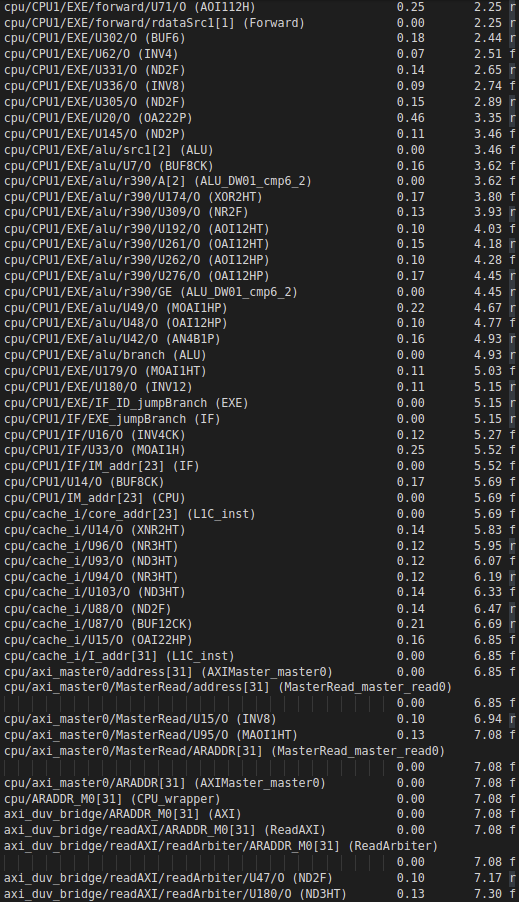 cpu/CPU1/EXE/forward/U71/O (AOI112H) 0.25 2.25 r
cpu/CPU1/EXE/forward/rdataSrc1[1] (Forward) 0.00 2.25 r
cpu/CPU1/EXE/U302/O (BUF6) 0.18 2.44 r
cpu/CPU1/EXE/U62/O (INV4) 0.07 2.51 f
cpu/CPU1/EXE/U331/O (ND2F) 0.14 2.65 r
cpu/CPU1/EXE/U336/O (INV8) 0.09 2.74 f
cpu/CPU1/EXE/U305/O (ND2F) 0.15 2.89 r
cpu/CPU1/EXE/U20/O (OA222P) 0.46 3.35 r
cpu/CPU1/EXE/U145/O (ND2P) 0.11 3.46 f
cpu/CPU1/EXE/alu/src1[2] (ALU) 0.00 3.46 f
cpu/CPU1/EXE/alu/U7/O (BUF8CK) 0.16 3.62 f
cpu/CPU1/EXE/alu/r390/A[2] (ALU_DW01_cmp6_2) 0.00 3.62 f
cpu/CPU1/EXE/alu/r390/U174/O (XOR2HT) 0.17 3.80 f
cpu/CPU1/EXE/alu/r390/U309/O (NR2F) 0.13 3.93 r
cpu/CPU1/EXE/alu/r390/U192/O (AOI12HT) 0.10 4.03 f
cpu/CPU1/EXE/alu/r390/U261/O (OAI12HT) 0.15 4.18 r
cpu/CPU1/EXE/alu/r390/U262/O (AOI12HP) 0.10 4.28 f
cpu/CPU1/EXE/alu/r390/U276/O (OAI12HP) 0.17 4.45 r
cpu/CPU1/EXE/alu/r390/GE (ALU_DW01_cmp6_2) 0.00 4.45 r
cpu/CPU1/EXE/alu/U49/O (MOAI1HP) 0.22 4.67 r
cpu/CPU1/EXE/alu/U48/O (OAI12HP) 0.10 4.77 f
cpu/CPU1/EXE/alu/U42/O (AN4B1P) 0.16 4.93 r
cpu/CPU1/EXE/alu/branch (ALU) 0.00 4.93 r
cpu/CPU1/EXE/U179/O (MOAI1HT) 0.11 5.03 f
cpu/CPU1/EXE/U180/O (INV12) 0.11 5.15 r
cpu/CPU1/EXE/IF_ID_jumpBranch (EXE) 0.00 5.15 r
cpu/CPU1/IF/EXE_jumpBranch (IF) 0.00 5.15 r
cpu/CPU1/IF/U16/O (INV4CK) 0.12 5.27 f
cpu/CPU1/IF/U33/O (MOAI1H) 0.25 5.52 f
cpu/CPU1/IF/IM_addr[23] (IF) 0.00 5.52 f
cpu/CPU1/U14/O (BUF8CK) 0.17 5.69 f
cpu/CPU1/IM_addr[23] (CPU) 0.00 5.69 f
cpu/cache_i/core_addr[23] (L1C_inst) 0.00 5.69 f
cpu/cache_i/U14/O (XNR2HT) 0.14 5.83 f
cpu/cache_i/U96/O (NR3HT) 0.12 5.95 r
cpu/cache_i/U93/O (ND3HT) 0.12 6.07 f
cpu/cache_i/U94/O (NR3HT) 0.12 6.19 r
cpu/cache_i/U103/O (ND3HT) 0.14 6.33 f
cpu/cache_i/U88/O (ND2F) 0.14 6.47 r
cpu/cache_i/U87/O (BUF12CK) 0.21 6.69 r
cpu/cache_i/U15/O (OAI22HP) 0.16 6.85 f
cpu/cache_i/I_addr[31] (L1C_inst) 0.00 6.85 f
cpu/axi_master0/address[31] (AXIMaster_master0) 0.00 6.85 f
cpu/axi_master0/MasterRead/address[31] (MasterRead_master_read0)
0.00 6.85 f
cpu/axi_master0/MasterRead/U15/O (INV8) 0.10 6.94 r
cpu/axi_master0/MasterRead/U95/O (MAOI1HT) 0.13 7.08 f
cpu/axi_master0/MasterRead/ARADDR[31] (MasterRead_master_read0)
0.00 7.08 f
cpu/axi_master0/ARADDR[31] (AXIMaster_master0) 0.00 7.08 f
cpu/ARADDR_M0[31] (CPU_wrapper) 0.00 7.08 f
axi_duv_bridge/ARADDR_M0[31] (AXI) 0.00 7.08 f
axi_duv_bridge/readAXI/ARADDR_M0[31] (ReadAXI) 0.00 7.08 f
axi_duv_bridge/readAXI/readArbiter/ARADDR_M0[31] (ReadArbiter)
0.00 7.08 f
axi_duv_bridge/readAXI/readArbiter/U47/O (ND2F) 0.10 7.17 r
axi_duv_bridge/readAXI/readArbiter/U180/O (ND3HT) 0.13 7.30 f